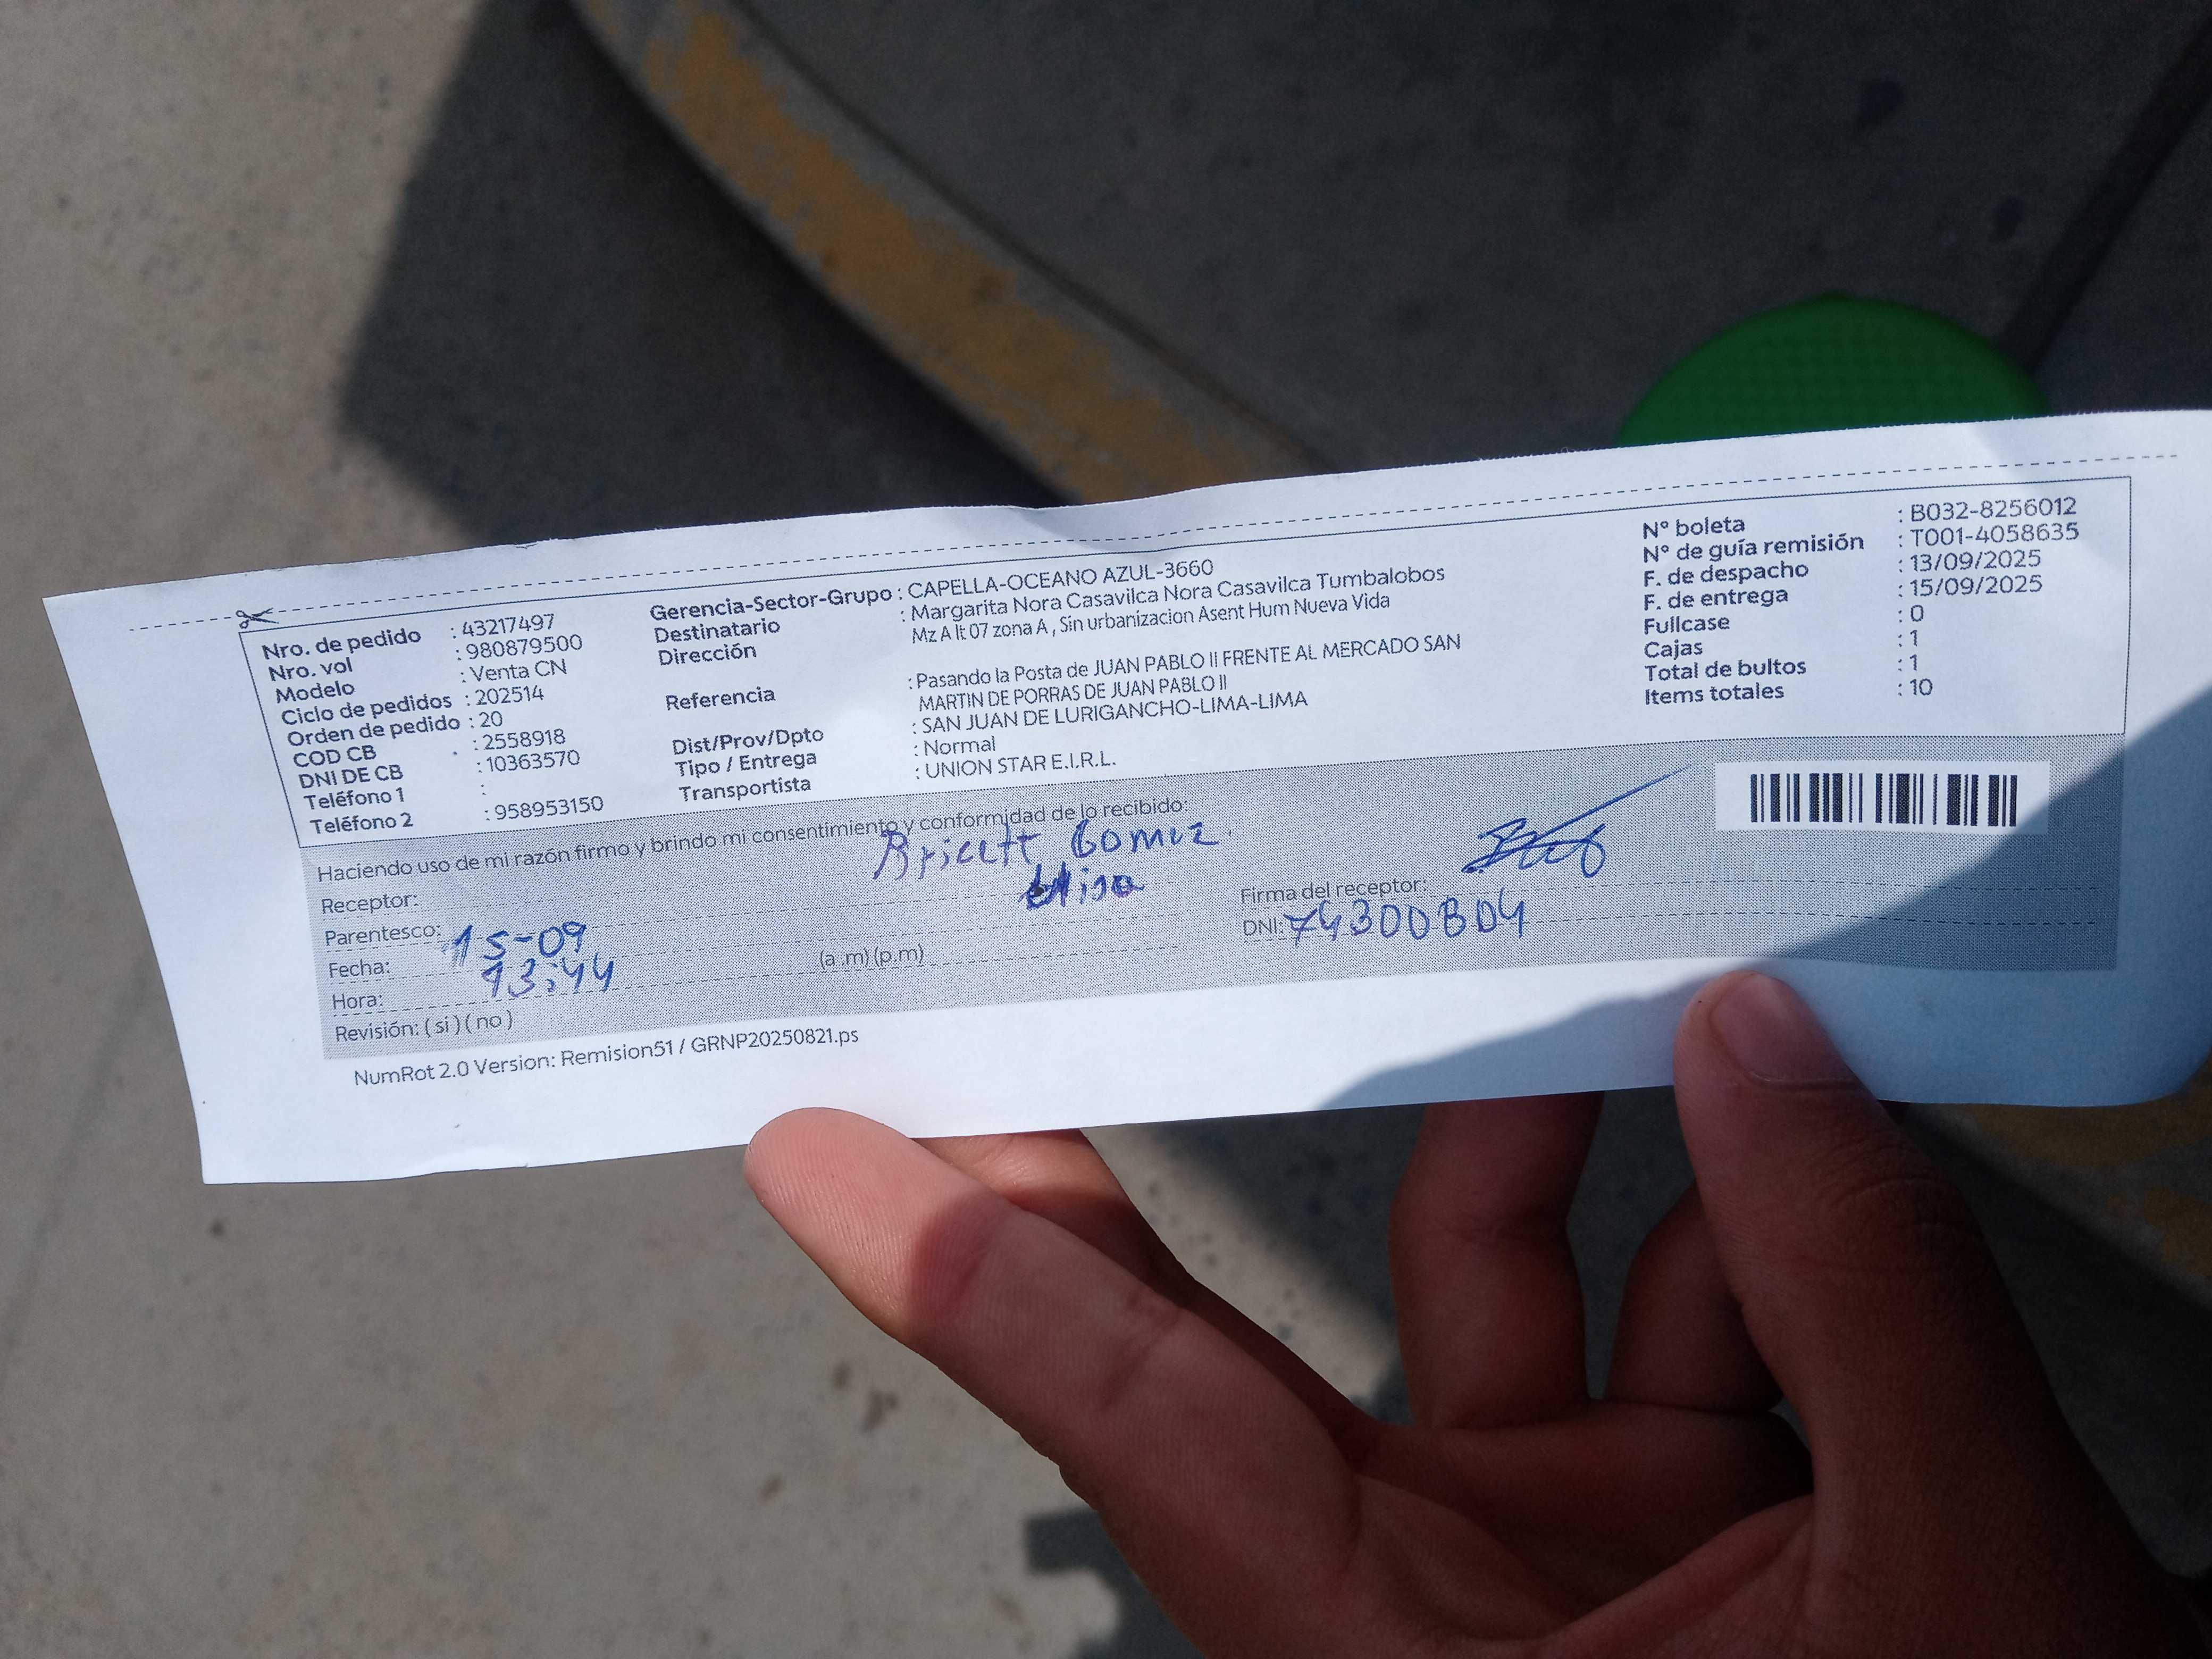 Nro. de pedido : 43217497
Nro. vol : 980879500
Modelo : Venta CN
Ciclo de pedidos : 202514
Orden de pedido : 20
COD CB : 2558918
DNI DE CB : 10363570
Teléfono 1 :
Teléfono 2 : 958953150
Gerencia-Sector-Grupo : CAPELLA-OCEANO AZUL-3660
Destinatario : Margarita Nora Casavilca Nora Casavilca Tumbalobos
Dirección Mz A lt 07 zona A , Sin urbanizacion Asent Hum Nueva Vida
Referencia : Pasando la Posta de JUAN PABLO II FRENTE AL MERCADO SAN
MARTIN DE PORRAS DE JUAN PABLO II
Dist/Prov/Dpto : SAN JUAN DE LURIGANCHO-LIMA-LIMA
Tipo / Entrega : Normal
Transportista : UNION STAR E.I.R.L.
N° boleta : B032-8256012
N° de guía remisión : T001-4058635
F. de despacho : 13/09/2025
F. de entrega : 15/09/2025
Fullcase : 0
Cajas : 1
Total de bultos : 1
Items totales : 10
Haciendo uso de mi razón firmo y brindo mi consentimiento y conformidad de lo recibido:
Receptor: Bricett Gomez
Parentesco: Hija
Fecha: 15-09
Hora: 13:44 (a .m) (p.m)
Revisión: ( si ) ( no )
Firma del receptor:
DNI: 74300804
NumRot 2.0 Version: Remision51 / GRNP20250821.ps